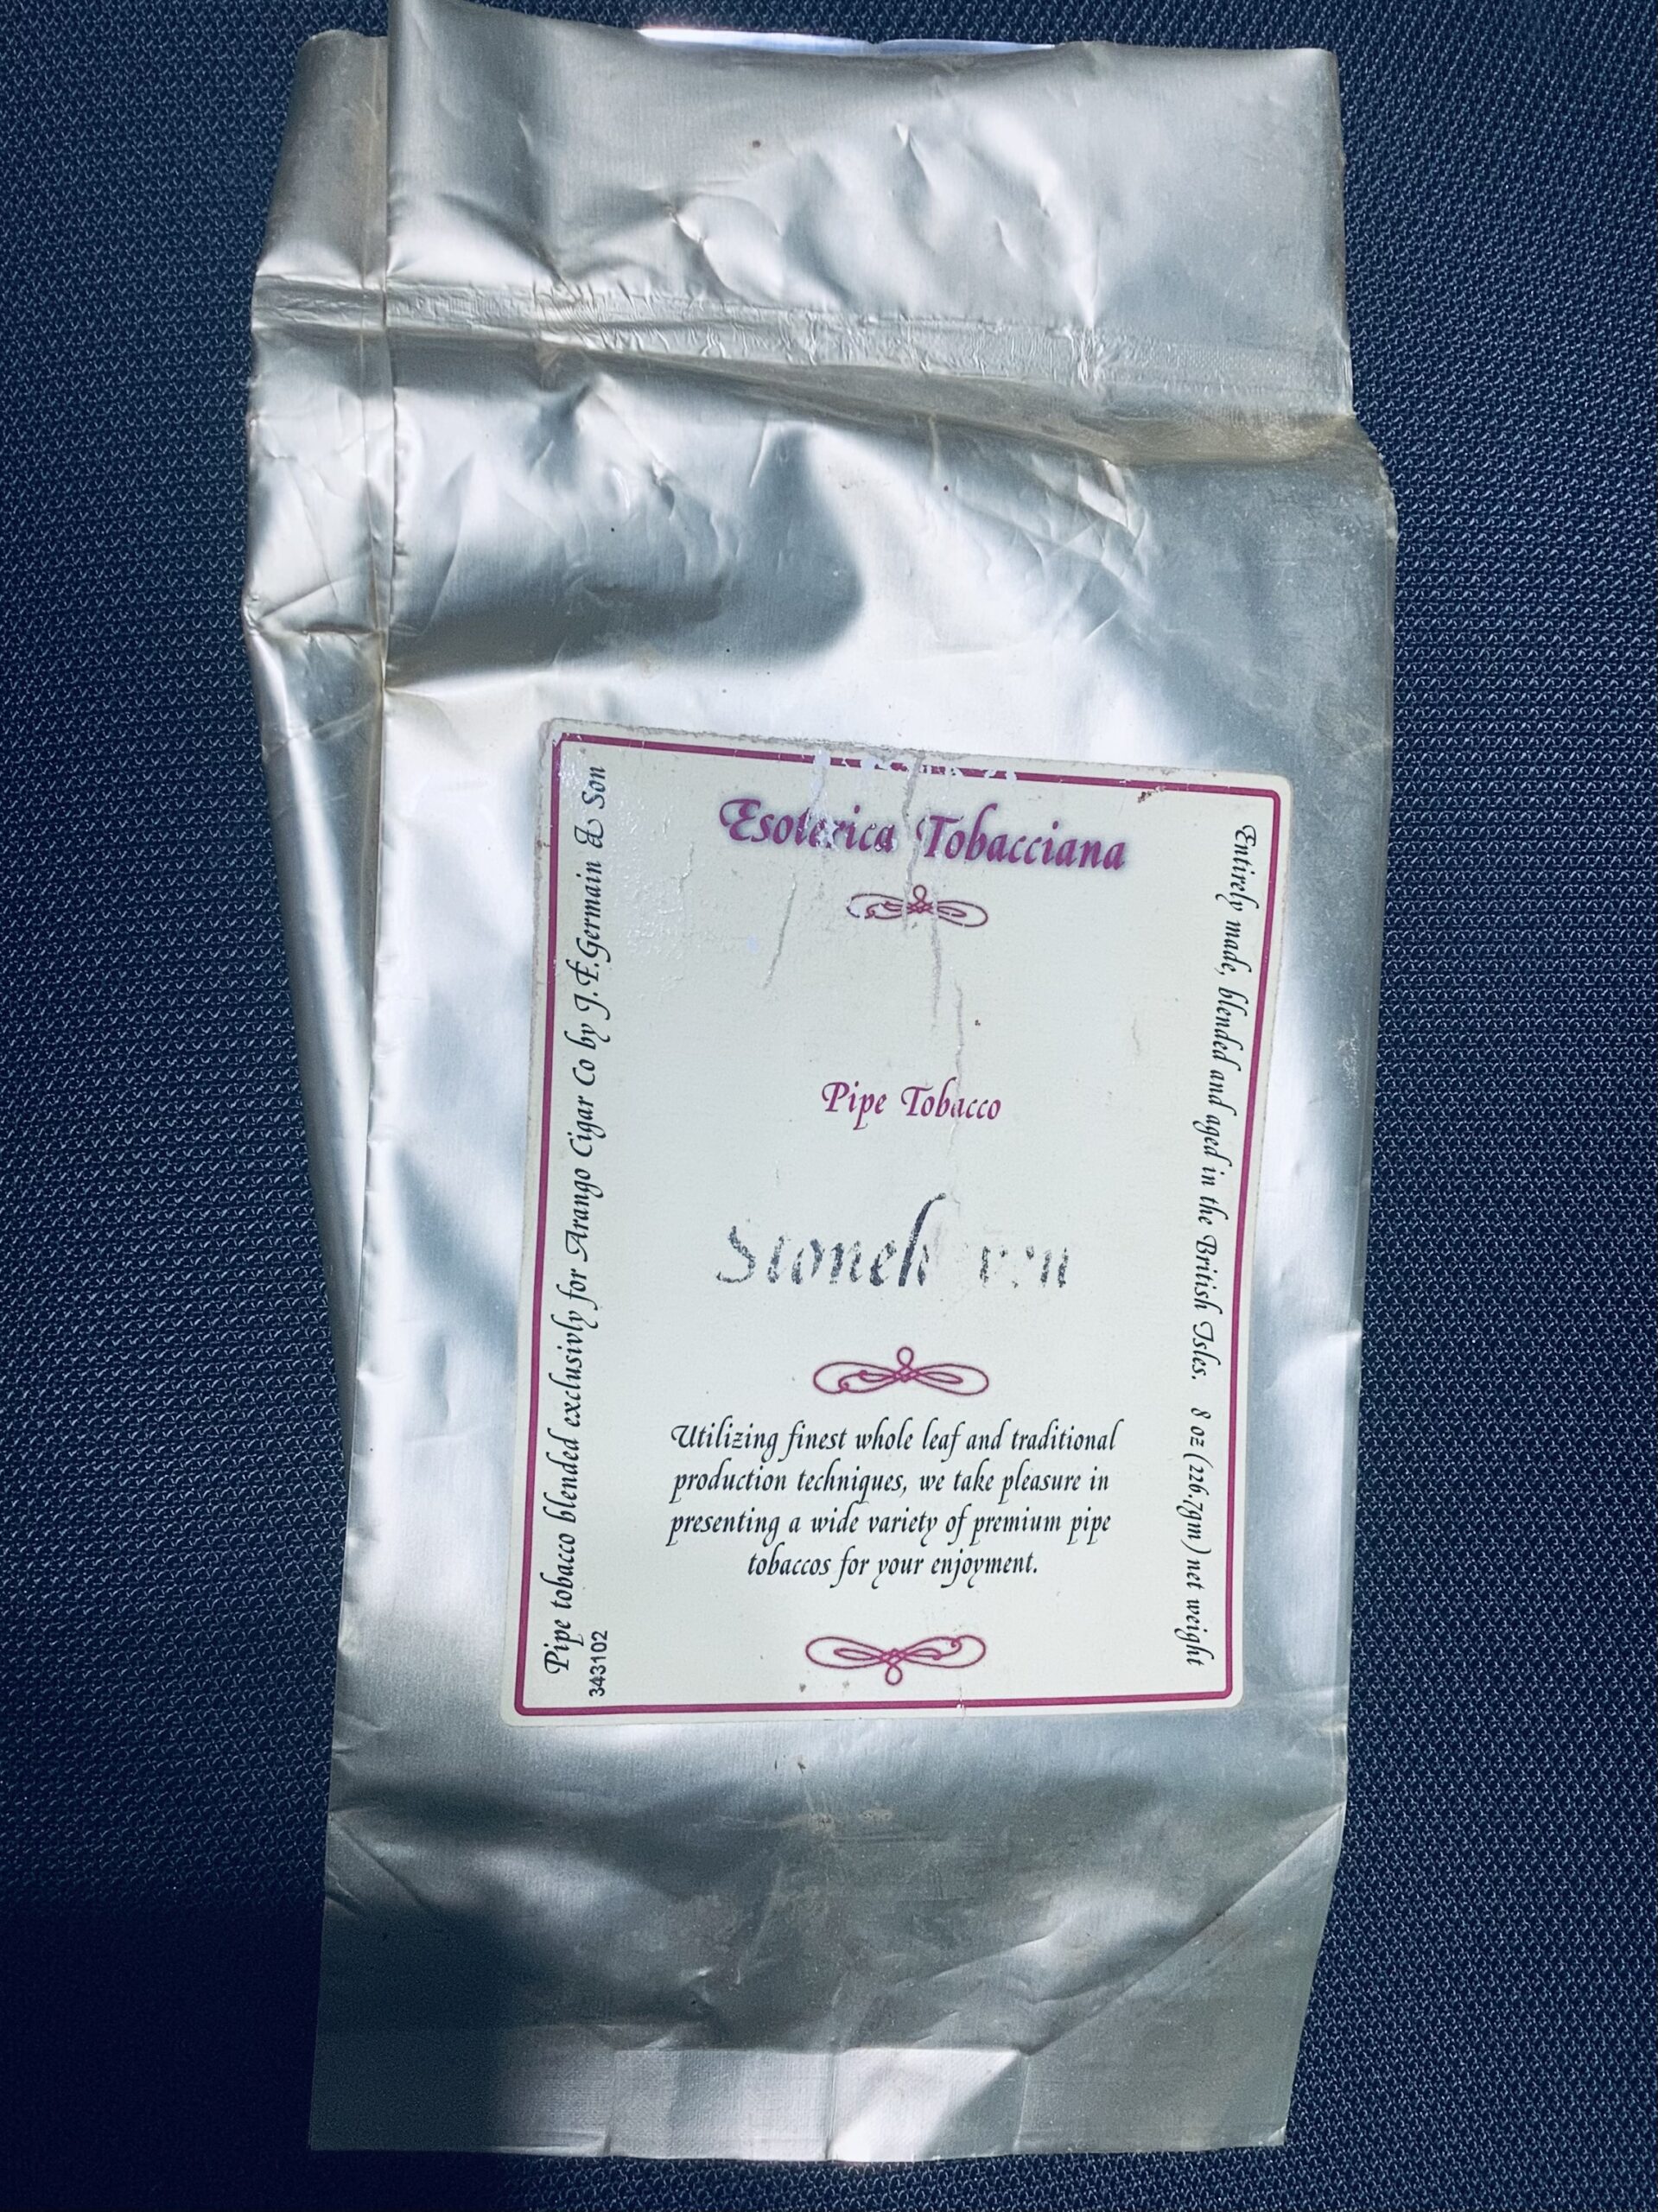 Esoterica Tobacciana
Pipe Tobacco
Utilizing finest whole leaf and traditional
production techniques, we take pleasure in
presenting a wide variety of premium pipe
tobaccos for your enjoyment.
Pipe tobacco blended exclusivly for Arango Cigar Co by J.F.Germain & Son
343102
Entirely made, blended and aged in the British Isles. 8 oz (226.7gm) net weight